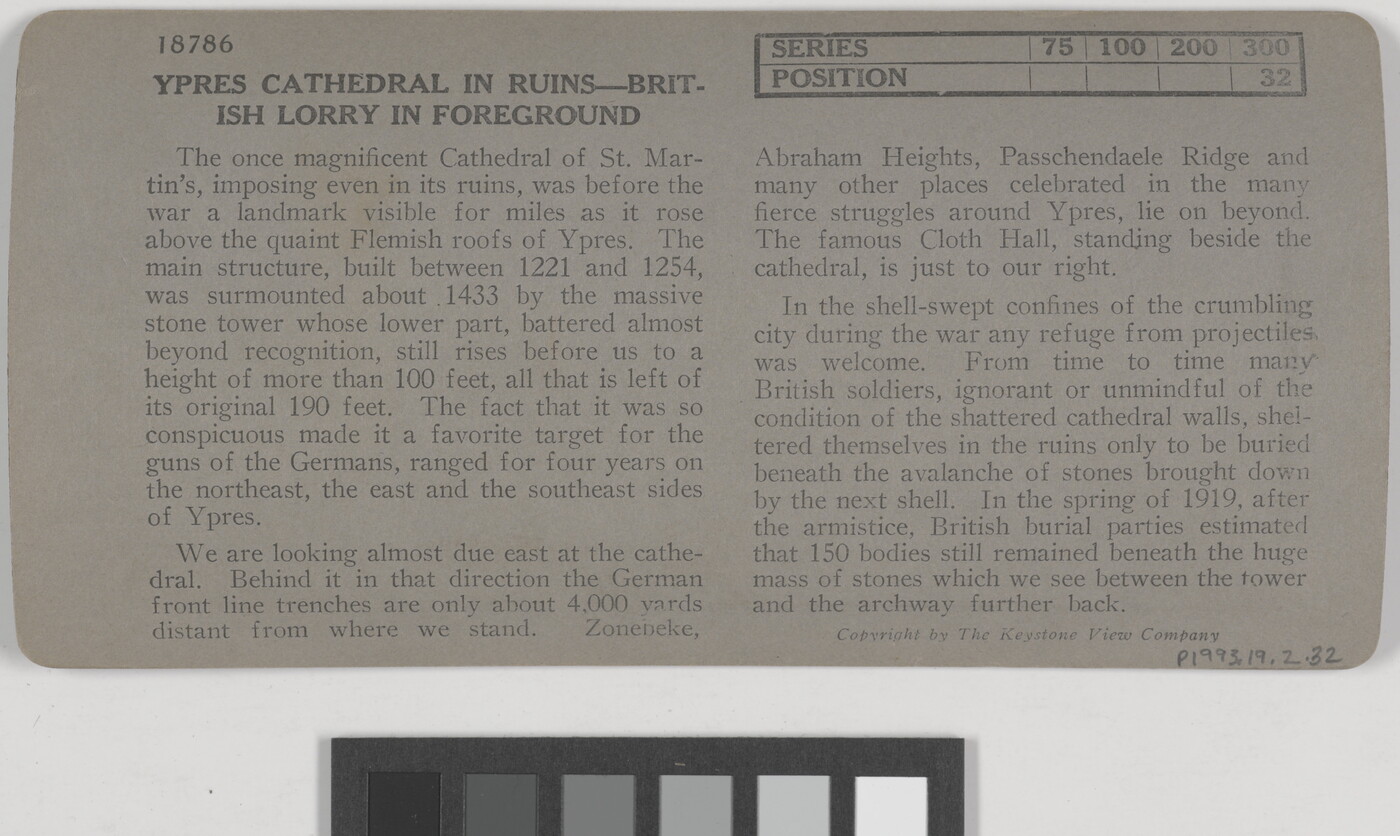 18786
YPRES CATHEDRAL IN RUINS—BRIT-
ISH LORRY IN FOREGROUND
The once magnificent Cathedral of St. Mar-
tin's, imposing even in its ruins, was before the
war a landmark visible for miles as it rose
above the quaint Flemish roofs of Ypres. The
main structure, built between 1221 and 1254,
was surmounted about 1433 by the massive
stone tower whose lower part, battered almost
beyond recognition, still rises before us to a
height of more than 100 feet, all that is left of
its original 190 feet. The fact that it was so
conspicuous made it a favorite target for the
guns of the Germans, ranged for four years on
the northeast, the east and the southeast sides
of Ypres.
We are looking almost due east at the cathe-
dral. Behind it in that direction the German
front line trenches are only about 4,000 yards
distant from where we stand. Zonebeke,
SERIES 75 100 200 300
POSITION 32
Abraham Heights, Passchendaele Ridge and
many other places celebrated in the many
fierce struggles around Ypres, lie on beyond.
The famous Cloth Hall, standing beside the
cathedral, is just to our right.
In the shell-swept confines of the crumbling
city during the war any refuge from projectiles
was welcome. From time to time many
British soldiers, ignorant or unmindful of the
condition of the shattered cathedral walls, shel-
tered themselves in the ruins only to be buried
beneath the avalanche of stones brought down
by the next shell. In the spring of 1919, after
the armistice, British burial parties estimated
that 150 bodies still remained beneath the huge
mass of stones which we see between the tower
and the archway further back.
Copyright by The Keystone View Company
P1993.19.2.32